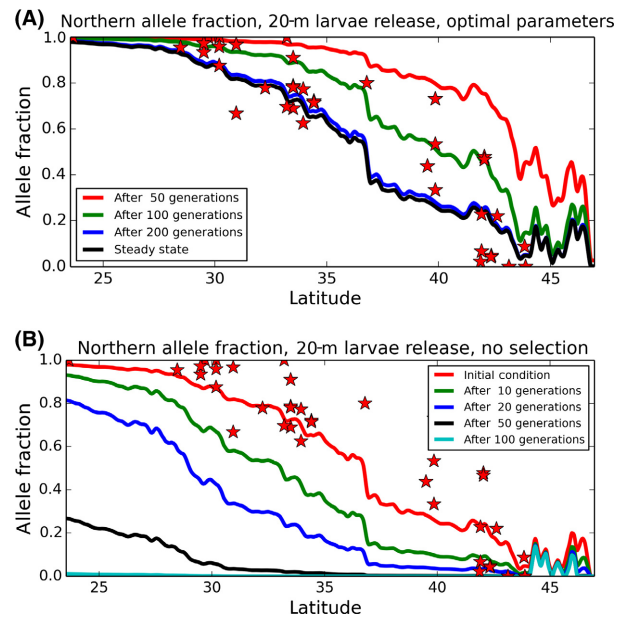 (A)
Northern allele fraction, 20-m larvae release, optimal parameters
1.0
0.8
0.6
0.4
0.2
0.0
Allele fraction
After 50 generations
After 100 generations
After 200 generations
Steady state
25 30 35 40 45
Latitude
(B)
Northern allele fraction, 20-m larvae release, no selection
1.0
0.8
0.6
0.4
0.2
0.0
Allele fraction
Initial condition
After 10 generations
After 20 generations
After 50 generations
After 100 generations
25 30 35 40 45
Latitude